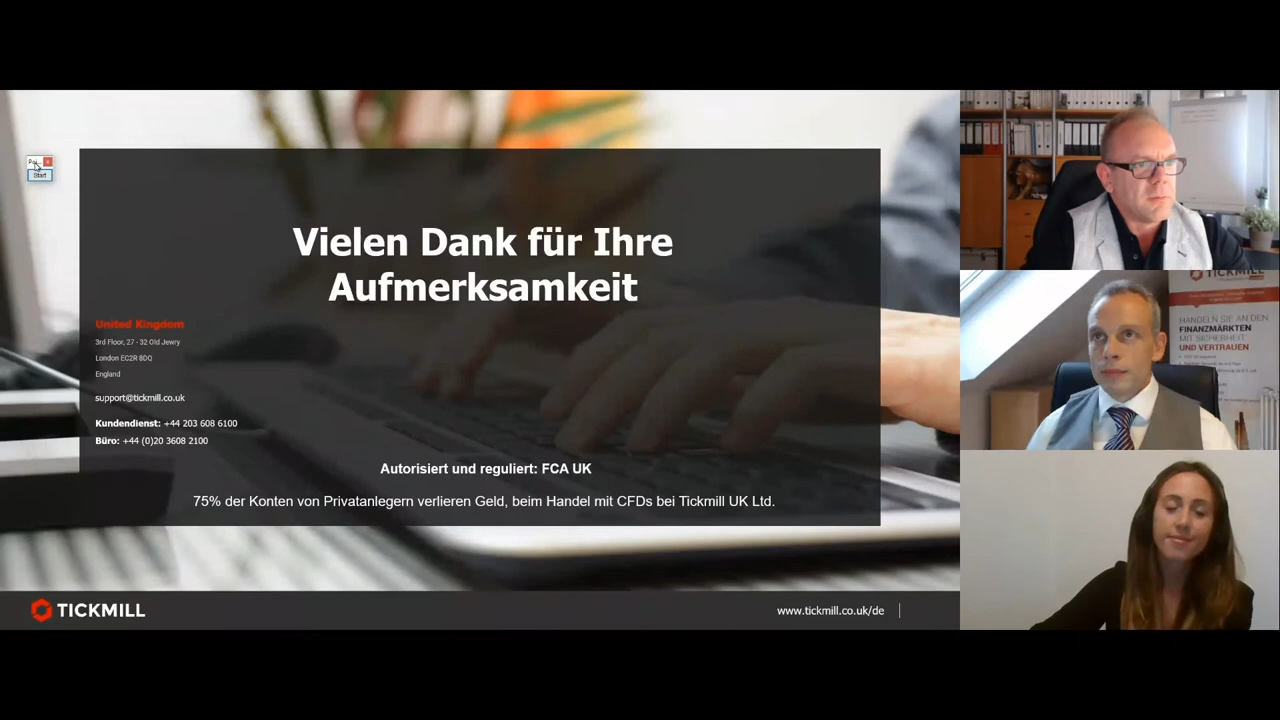 Start
Vielen Dank für Ihre
Aufmerksamkeit
United Kingdom
3rd Floor, 27 - 32 Old Jewry
London EC2R 8DQ
England
support@tickmill.co.uk
Kundendienst: +44 203 608 6100
Büro: +44 (0)20 3608 2100
Autorisiert und reguliert: FCA UK
75% der Konten von Privatanlegern verlieren Geld, beim Handel mit CFDs bei Tickmill UK Ltd.
TICKMILL
www.tickmill.co.uk/de
TICKMILL
HANDELN SIE AN DEN
FINANZMÄRKTEN
MIT SICHERHEIT
UND VERTRAUEN